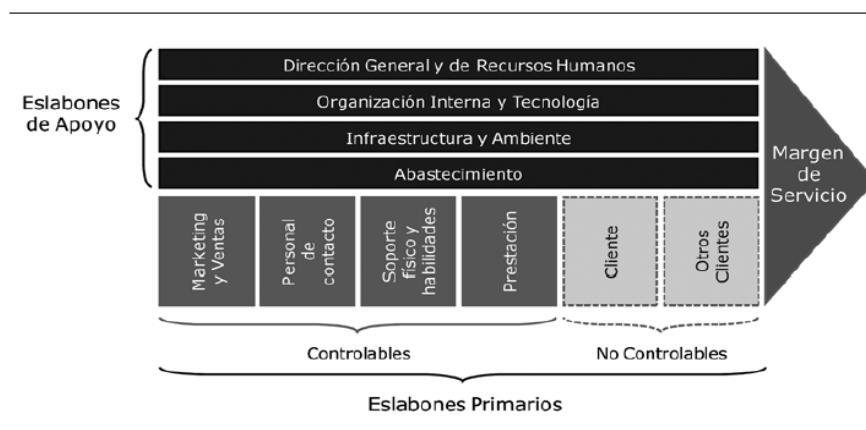 Dirección General y de Recursos Humanos
Organización Interna y Tecnología
Infraestructura y Ambiente
Abastecimiento
Eslabones
de Apoyo
Marketing
y Ventas
Personal
de
contacto
Soporte
físico y
habilidades
Prestación
Cliente
Otros
Clientes
Margen
de
Servicio
Controlables
No Controlables
Eslabones Primarios